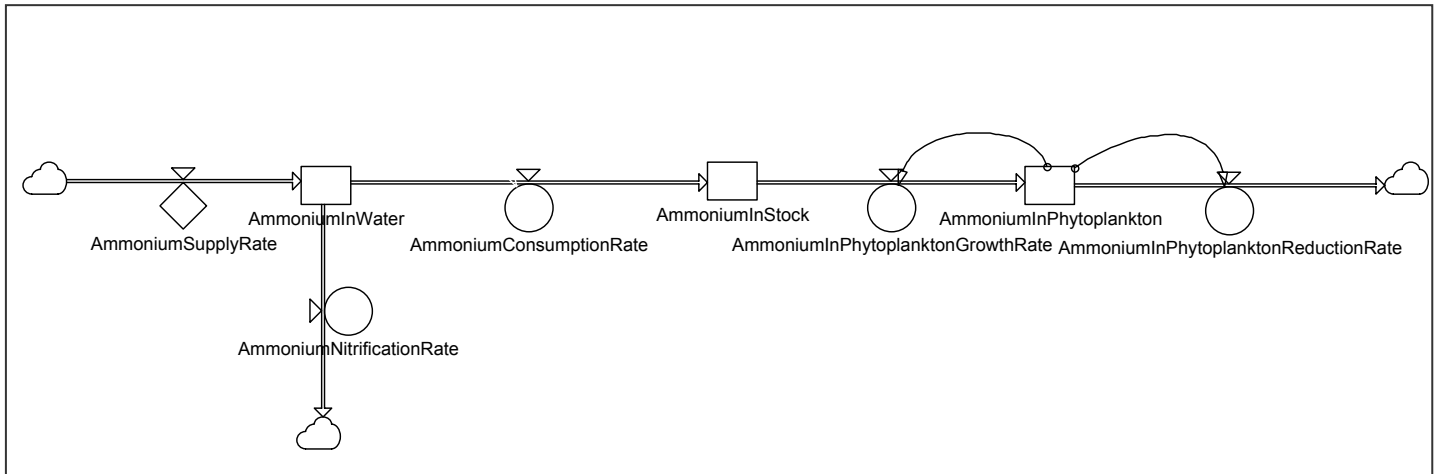 AmmoniumInWater
AmmoniumInStock
AmmoniumInPhytoplankton
AmmoniumSupplyRate
AmmoniumConsumptionRate
AmmoniumInPhytoplanktonGrowthRate
AmmoniumInPhytoplanktonReductionRate
AmmoniumNitrificationRate